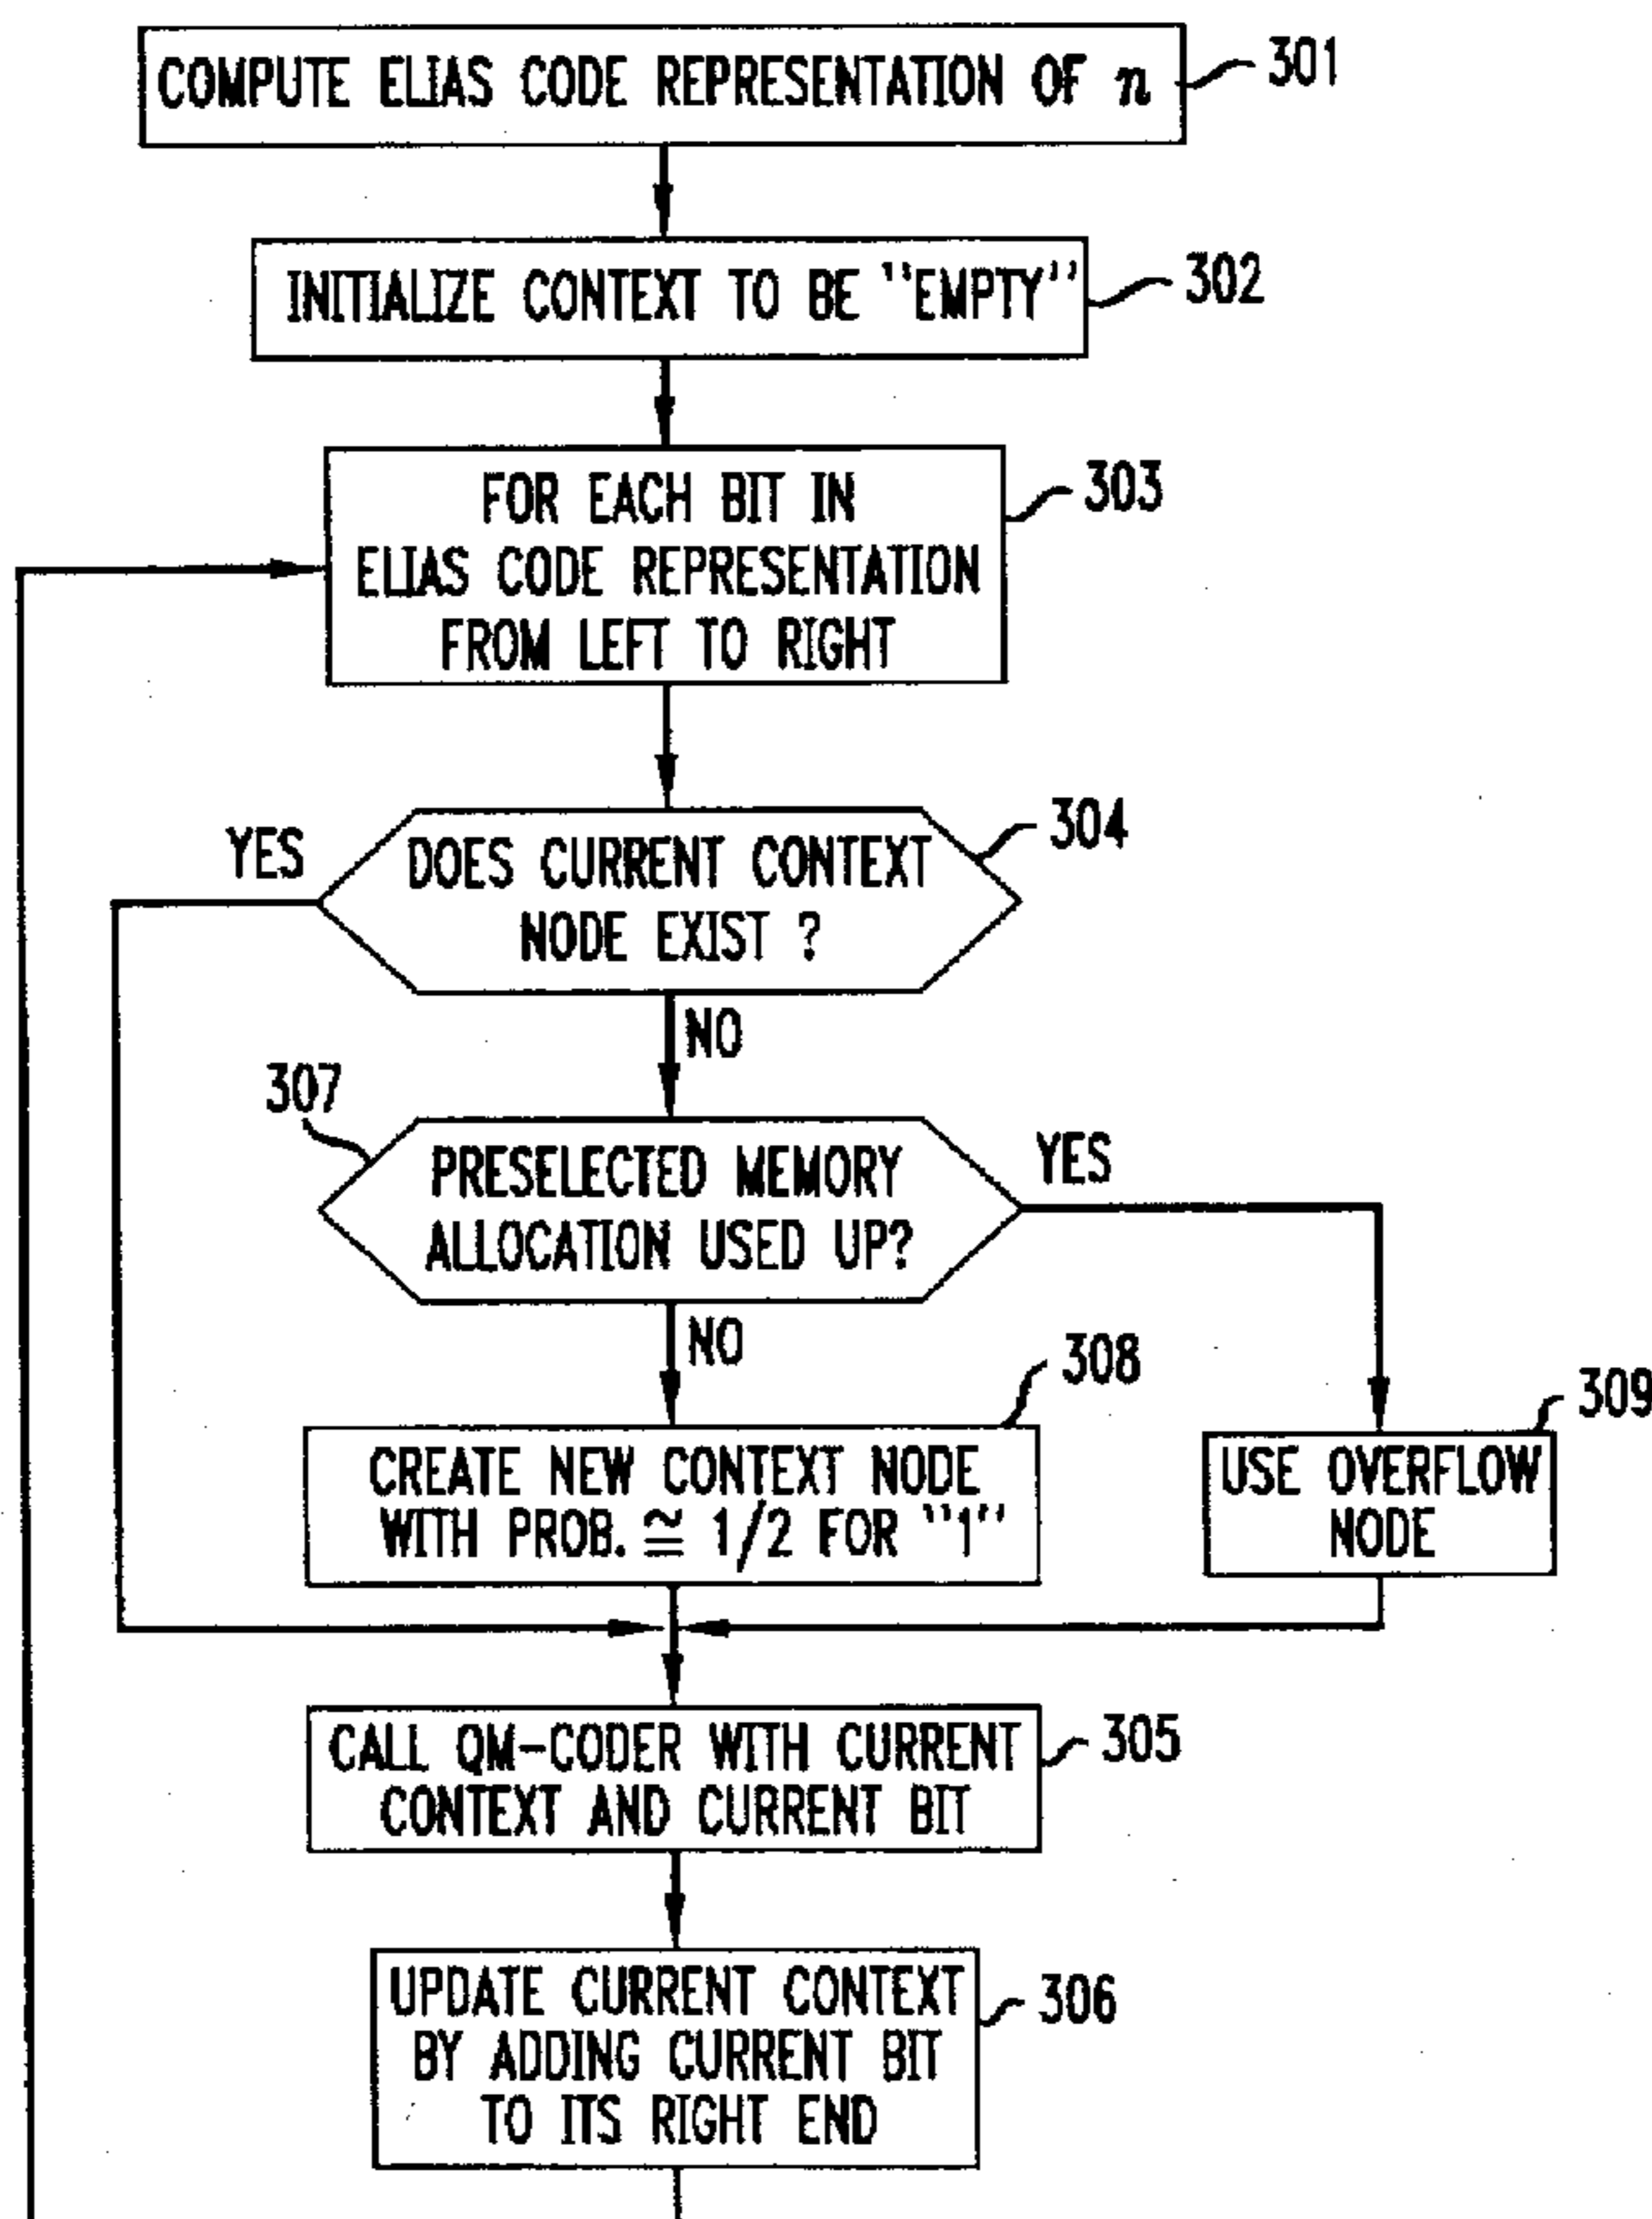 COMPUTE ELIAS CODE REPRESENTATION OF n
301
INITIALIZE CONTEXT TO BE "EMPTY"
302
FOR EACH BIT IN
ELIAS CODE REPRESENTATION
FROM LEFT TO RIGHT
303
YES
DOES CURRENT CONTEXT
NODE EXIST ?
304
NO
307
PRESELECTED MEMORY
ALLOCATION USED UP?
YES
NO
308
CREATE NEW CONTEXT NODE
WITH PROB. ≅ 1/2 FOR "1"
309
USE OVERFLOW
NODE
CALL QM-CODER WITH CURRENT
CONTEXT AND CURRENT BIT
305
UPDATE CURRENT CONTEXT
BY ADDING CURRENT BIT
TO ITS RIGHT END
306